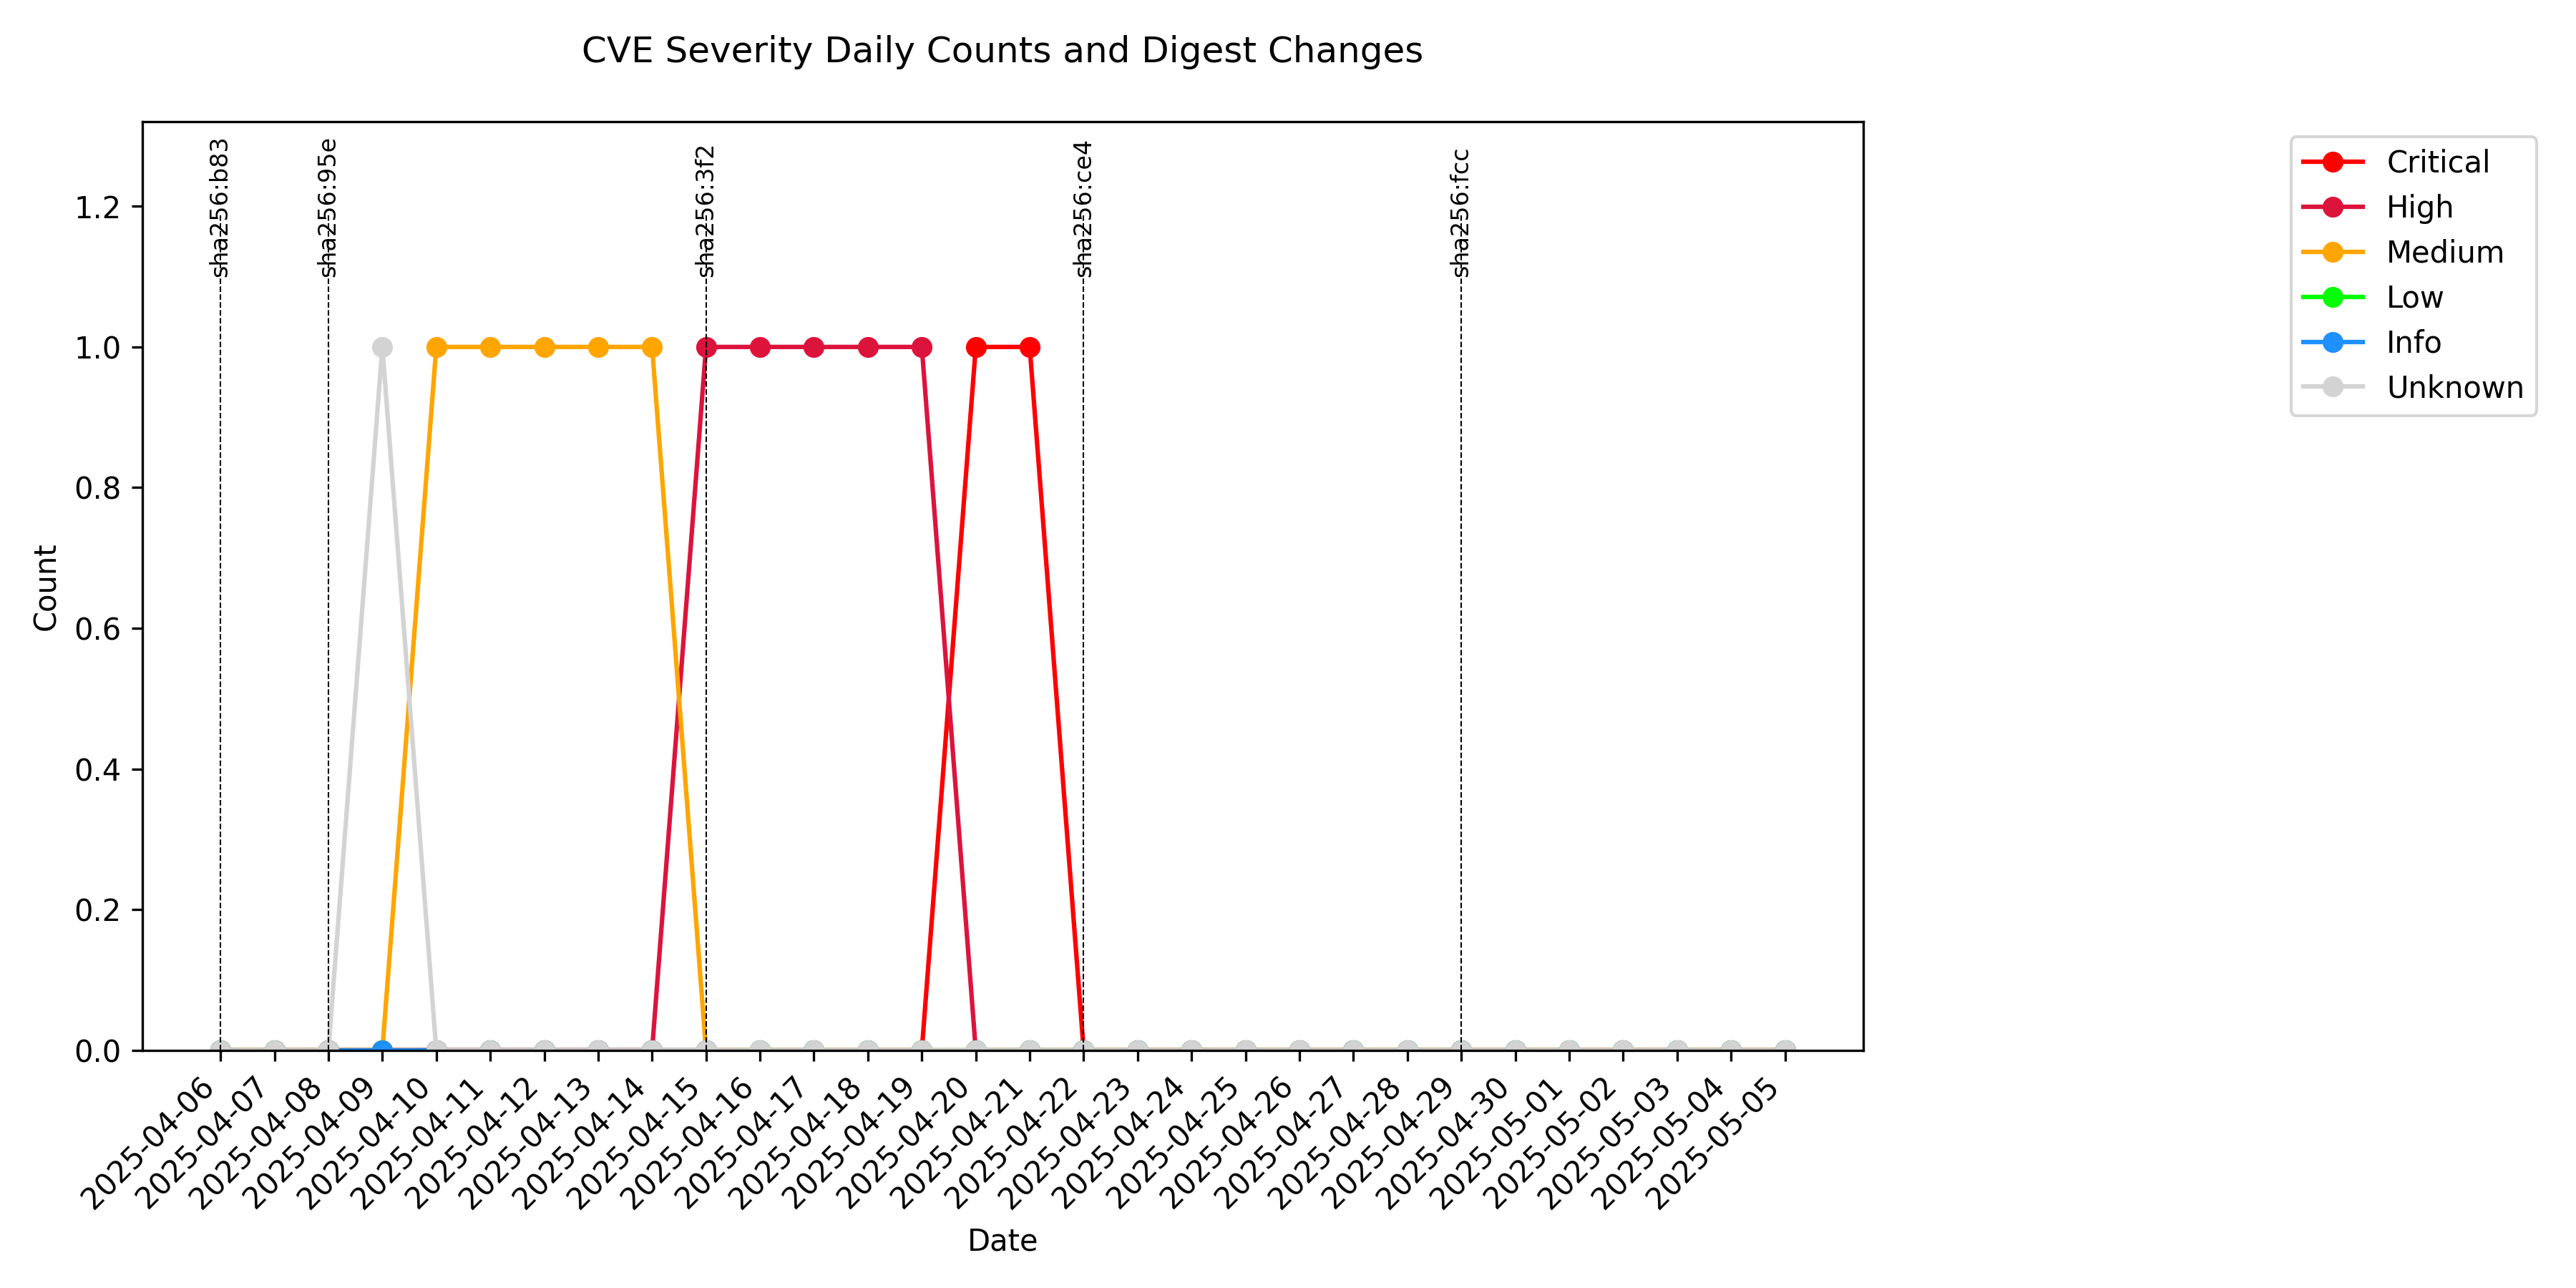 CVE Severity Daily Counts and Digest Changes
sha256:b83
sha256:95e
sha256:3f2
sha256:ce4
sha256:fcc
Critical
High
Medium
Low
Info
Unknown
1.2
1.0
0.8
0.6
0.4
0.2
0.0
Count
2025-04-06
2025-04-07
2025-04-08
2025-04-09
2025-04-10
2025-04-11
2025-04-12
2025-04-13
2025-04-14
2025-04-15
2025-04-16
2025-04-17
2025-04-18
2025-04-19
2025-04-20
2025-04-21
2025-04-22
2025-04-23
2025-04-24
2025-04-25
2025-04-26
2025-04-27
2025-04-28
2025-04-29
2025-04-30
2025-05-01
2025-05-02
2025-05-03
2025-05-04
2025-05-05
Date